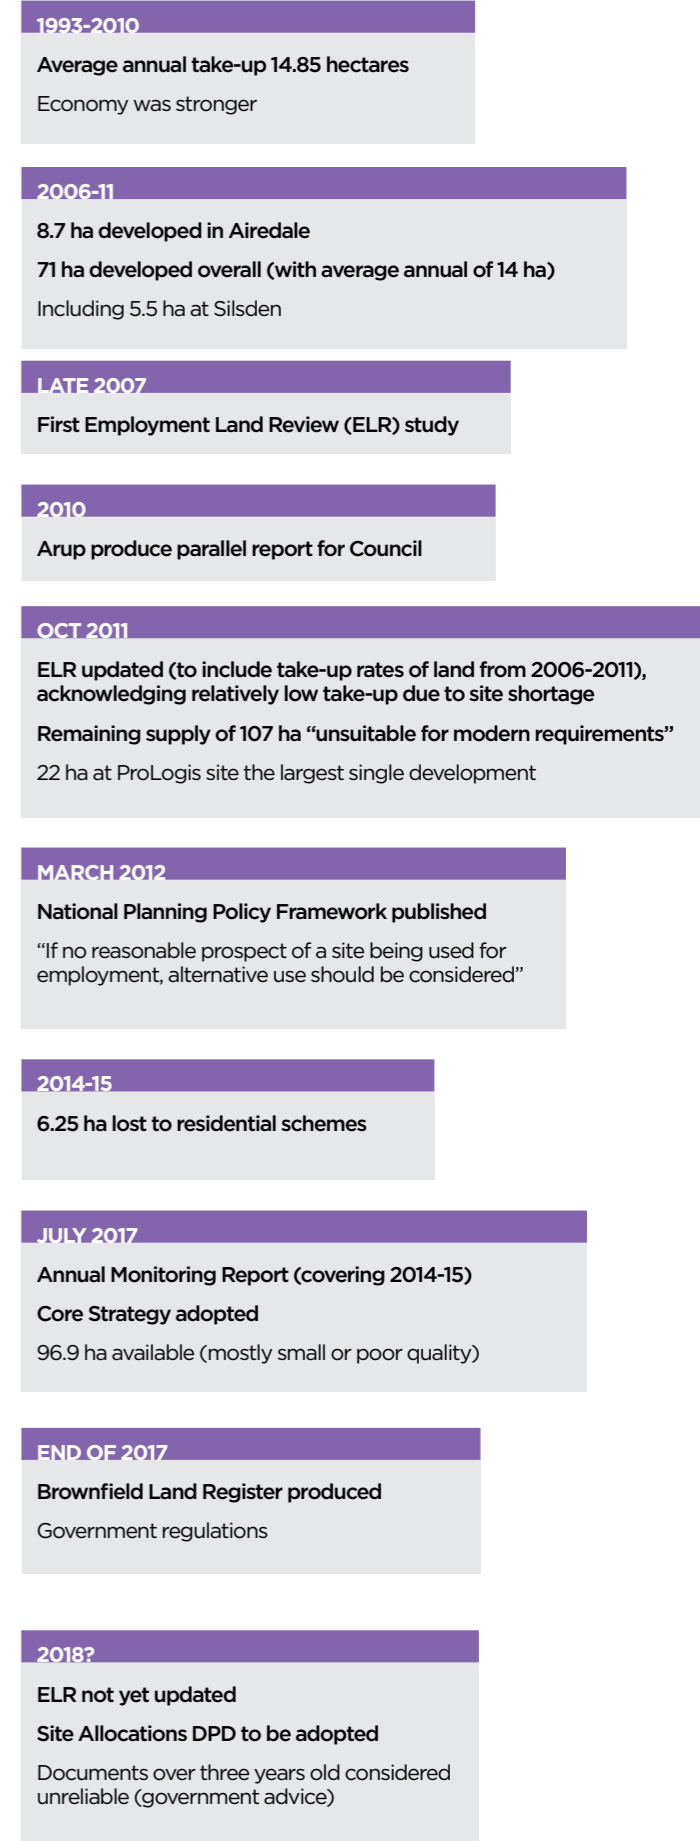 1993-2010
Average annual take-up 14.85 hectares
Economy was stronger
2006-11
8.7 ha developed in Airedale
71 ha developed overall (with average annual of 14 ha)
Including 5.5 ha at Silsden
LATE 2007
First Employment Land Review (ELR) study
2010
Arup produce parallel report for Council
OCT 2011
ELR updated (to include take-up rates of land from 2006-2011),
acknowledging relatively low take-up due to site shortage
Remaining supply of 107 ha “unsuitable for modern requirements”
22 ha at ProLogis site the largest single development
MARCH 2012
National Planning Policy Framework published
“If no reasonable prospect of a site being used for
employment, alternative use should be considered”
2014-15
6.25 ha lost to residential schemes
JULY 2017
Annual Monitoring Report (covering 2014-15)
Core Strategy adopted
96.9 ha available (mostly small or poor quality)
END OF 2017
Brownfield Land Register produced
Government regulations
2018?
ELR not yet updated
Site Allocations DPD to be adopted
Documents over three years old considered
unreliable (government advice)